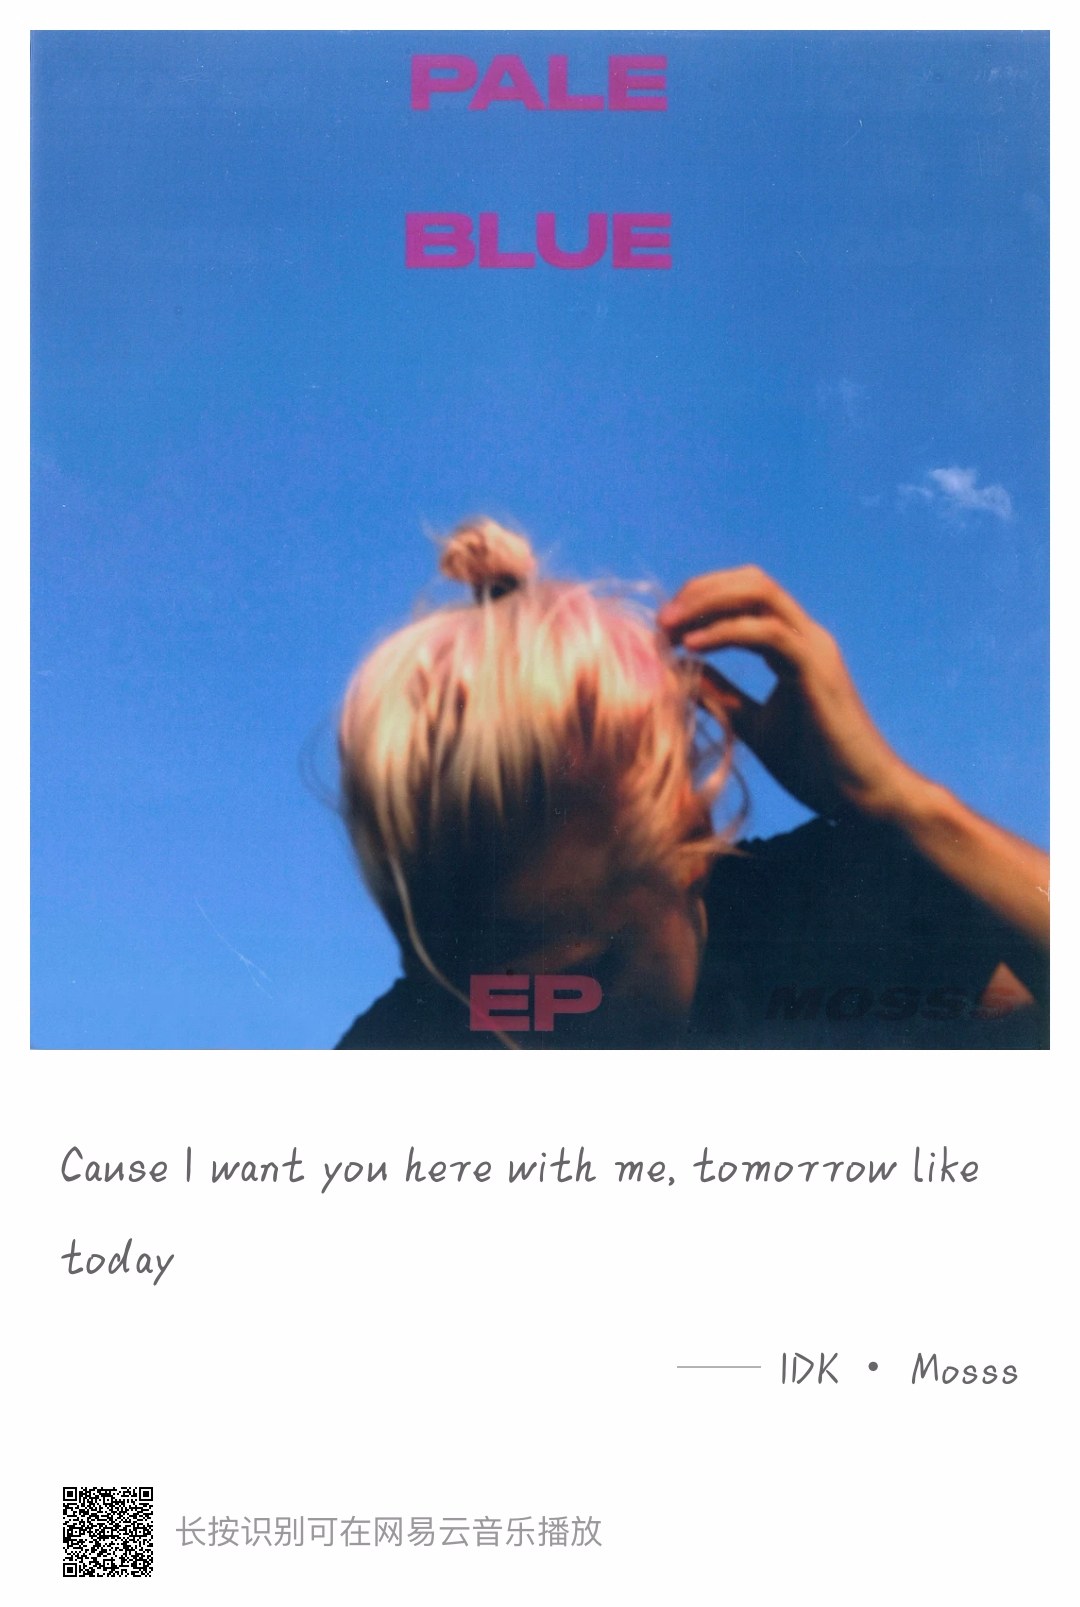 PALE
BLUE
EP
MOSSS
Cause I want you here with me, tomorrow like
today
—— IDK • Mosss
长按识别可在网易云音乐播放